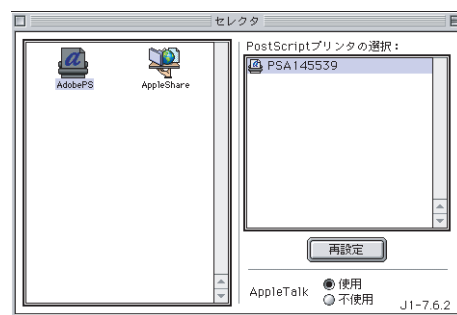 セレクタ
AdobePS
AppleShare
PostScriptプリンタの選択：
PSA145539
再設定
AppleTalk
使用
不使用
J1-7.6.2